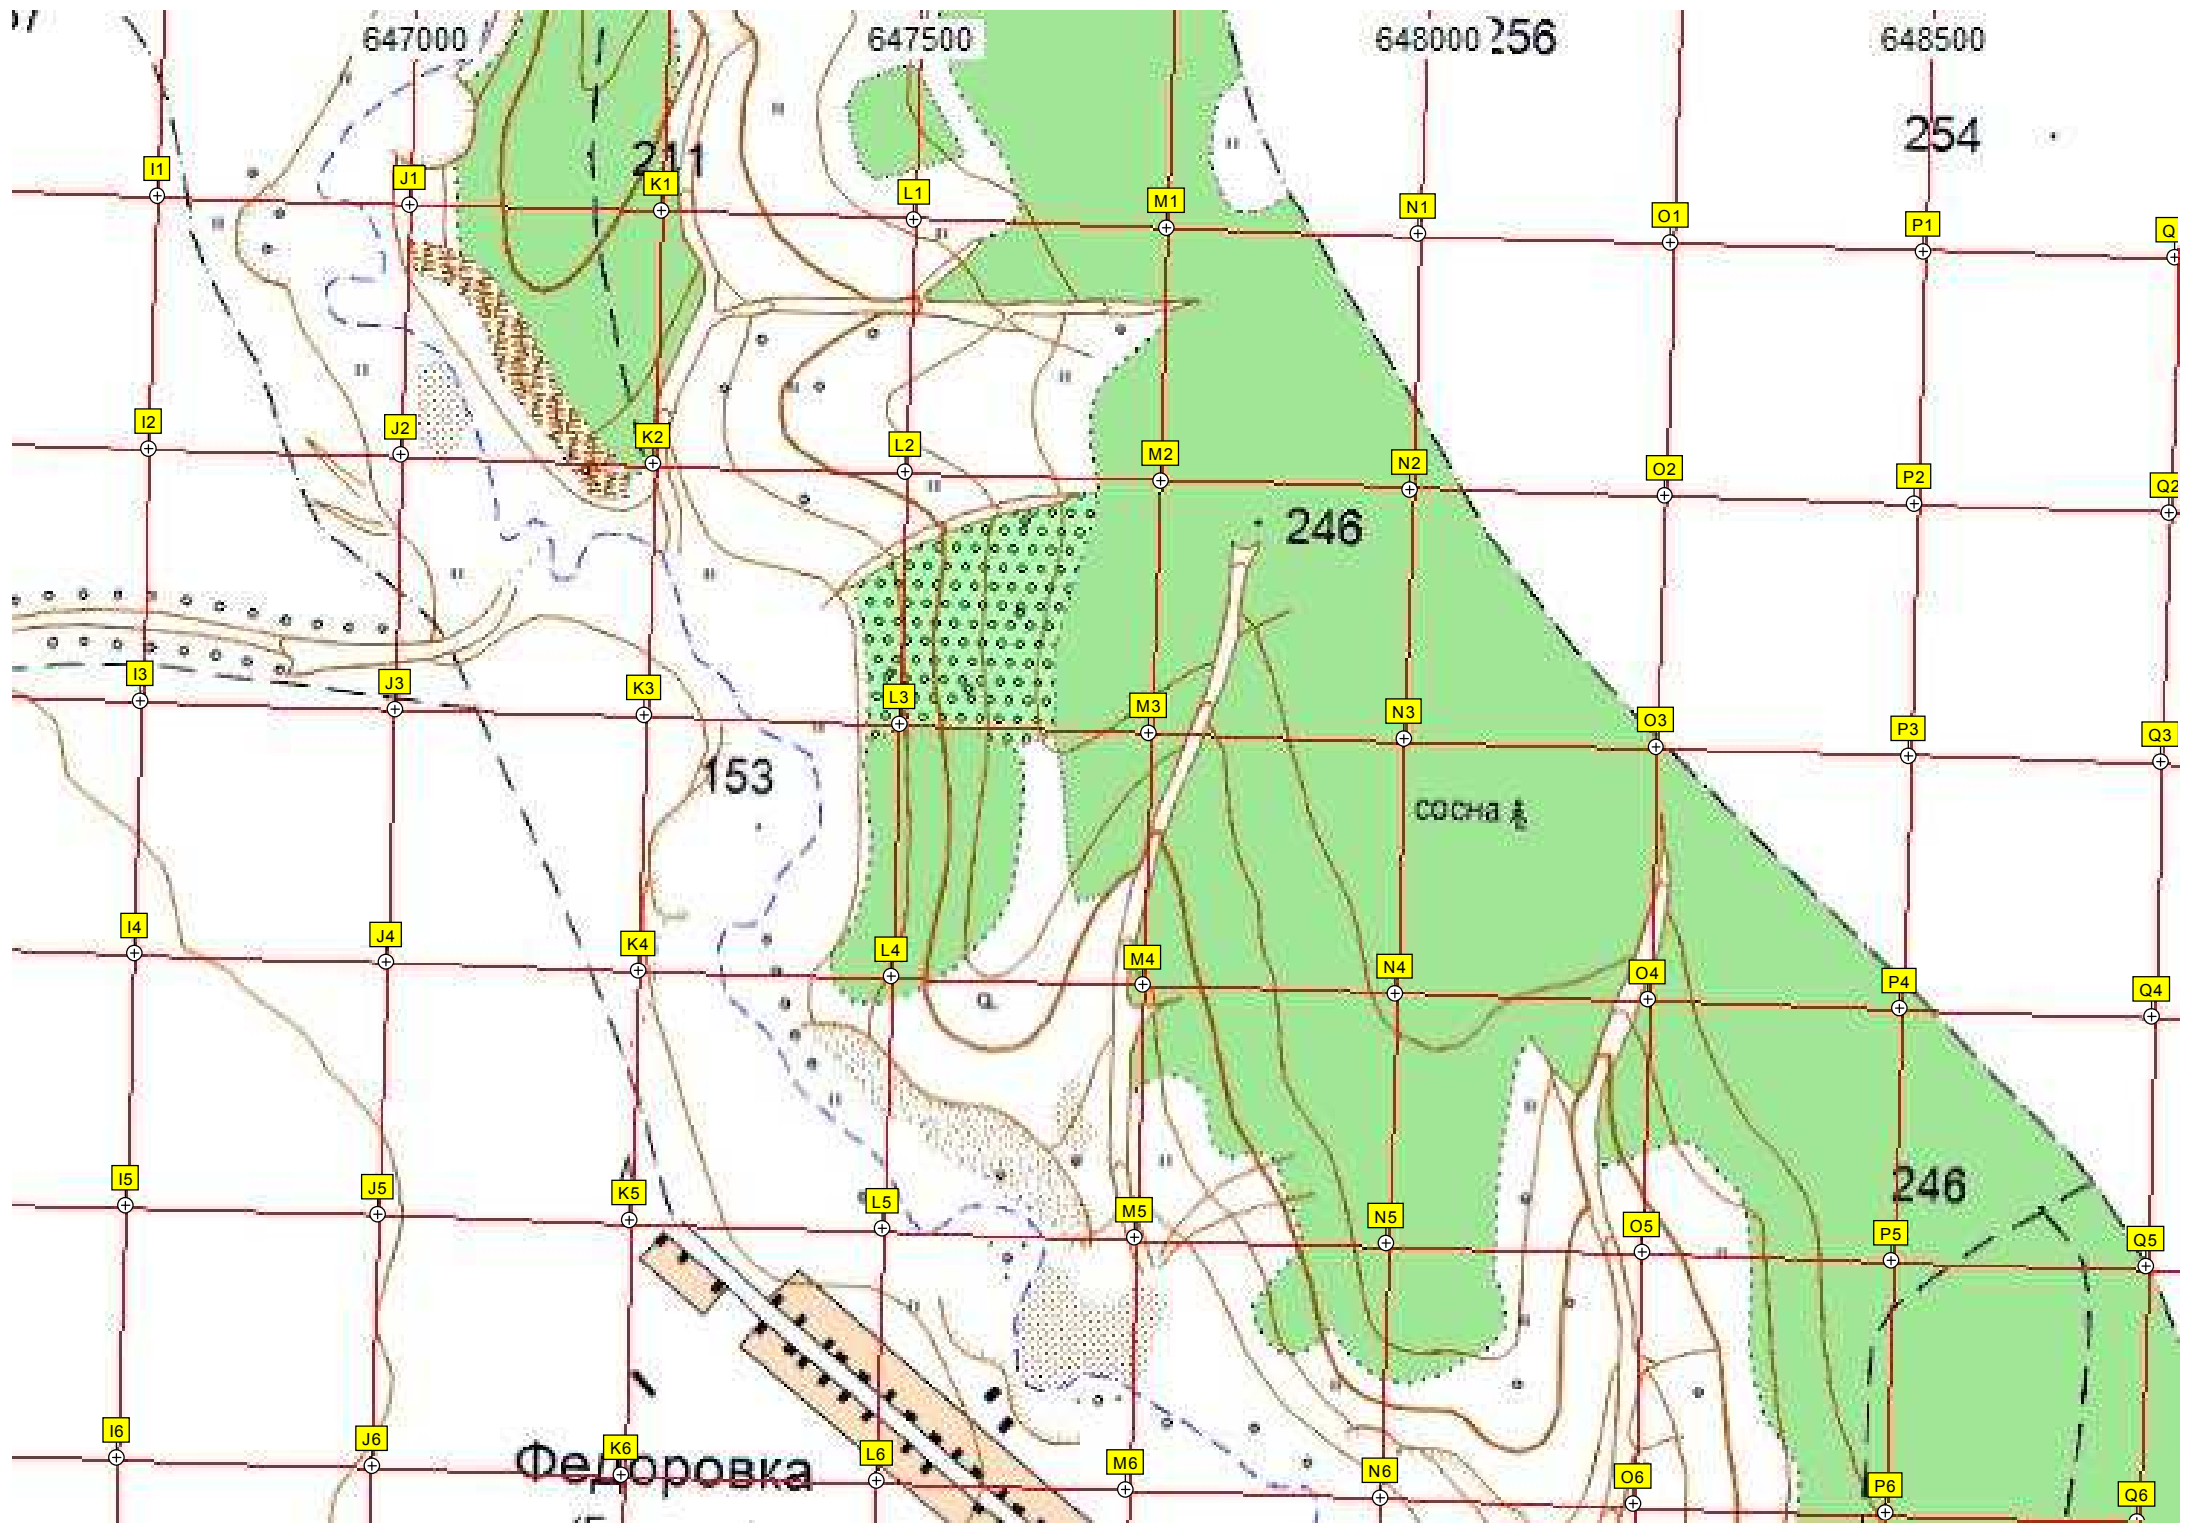 647000 647500 648000 256 648500
254
211
I1 J1 K1 L1 M1 N1 O1 P1 Q
I2 J2 K2 L2 M2 N2 O2 P2 Q2
246
I3 J3 K3 L3 M3 N3 O3 P3 Q3
153
сосна
I4 J4 K4 L4 M4 N4 O4 P4 Q4
246
I5 J5 K5 L5 M5 N5 O5 P5 Q5
I6 J6 K6 L6 M6 N6 O6 P6 Q6
Федоровка